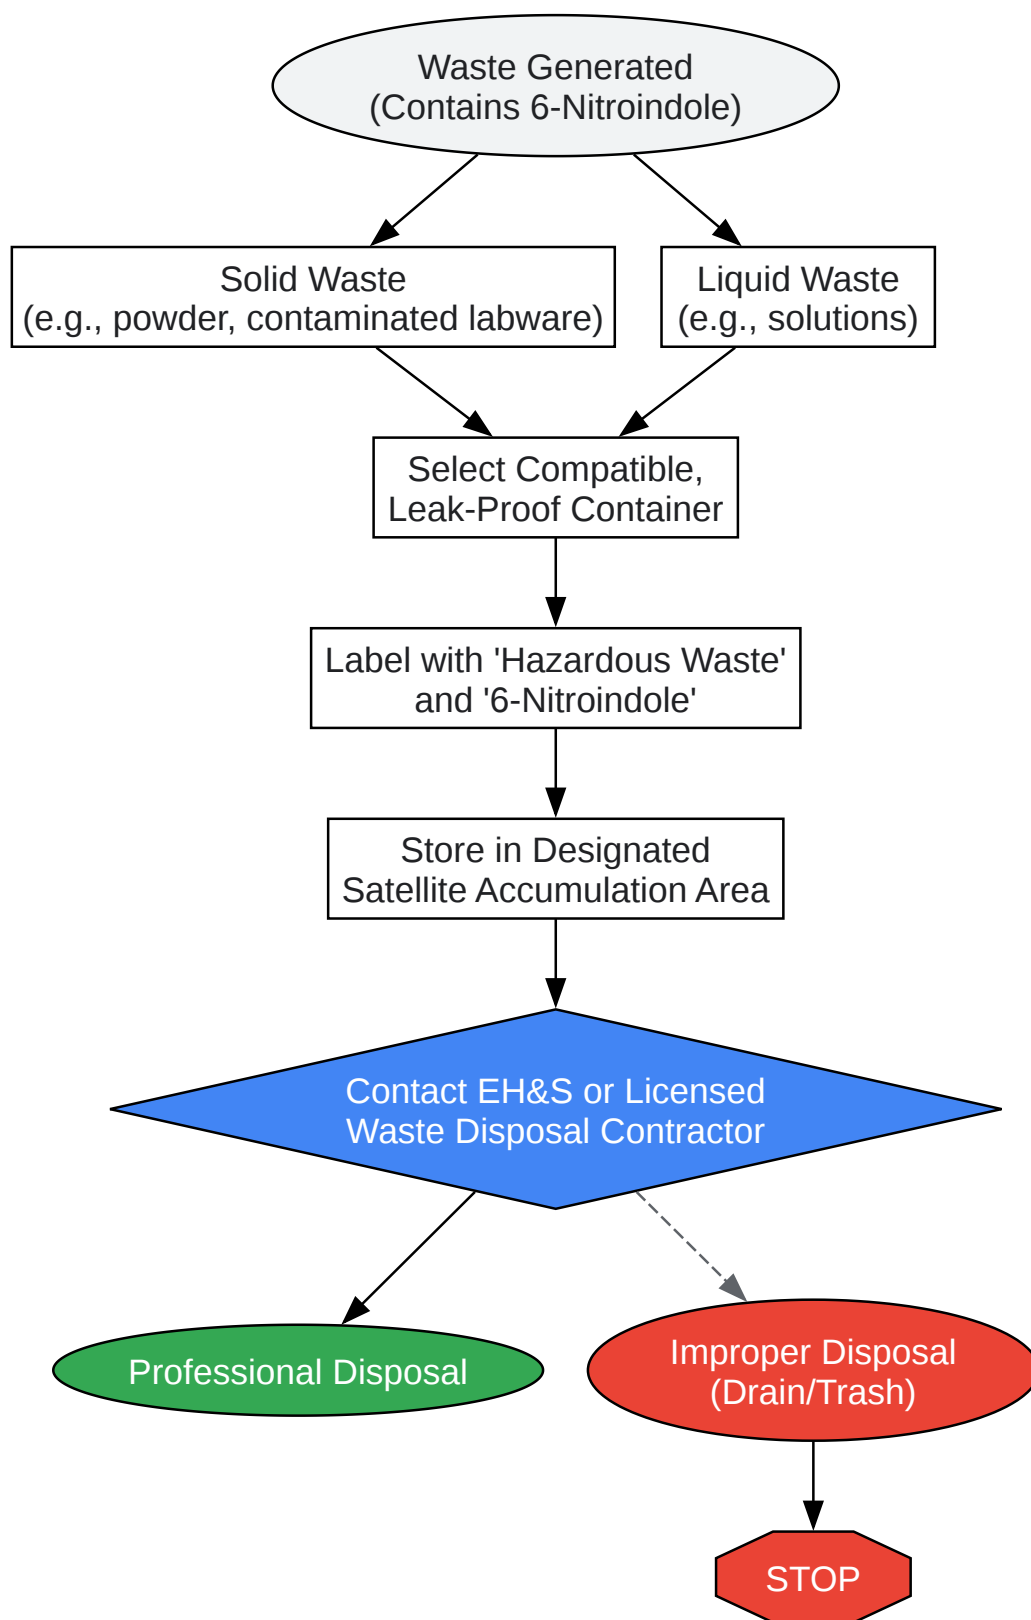 Waste Generated
(Contains 6-Nitroindole)
Solid Waste
(e.g., powder, contaminated labware)
Liquid Waste
(e.g., solutions)
Select Compatible,
Leak-Proof Container
Label with 'Hazardous Waste'
and '6-Nitroindole'
Store in Designated
Satellite Accumulation Area
Contact EH&S or Licensed
Waste Disposal Contractor
Professional Disposal
Improper Disposal
(Drain/Trash)
STOP